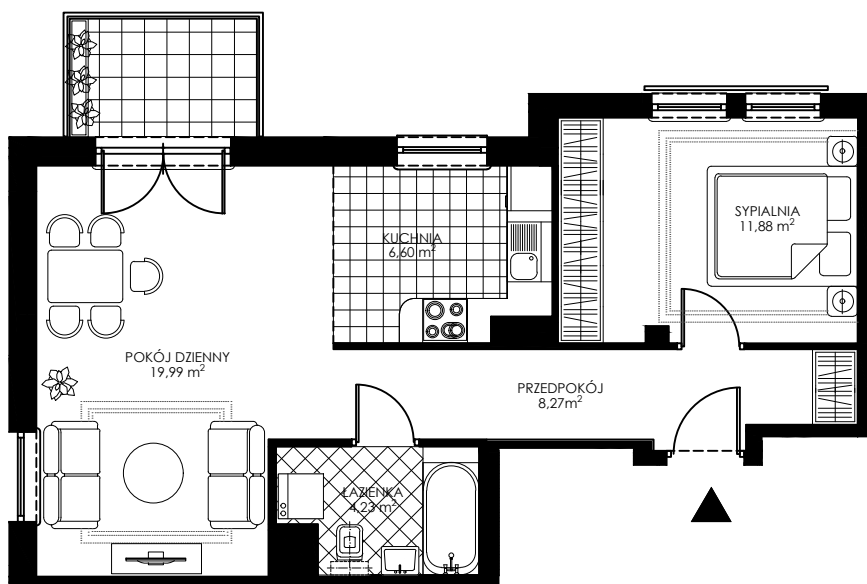 SYPIALNIA
11,88 m²
KUCHNIA
6,60 m²
POKÓJ DZIENNY
19,99 m²
PRZEDPOKÓJ
8,27m²
ŁAZIENKA
4,23 m²